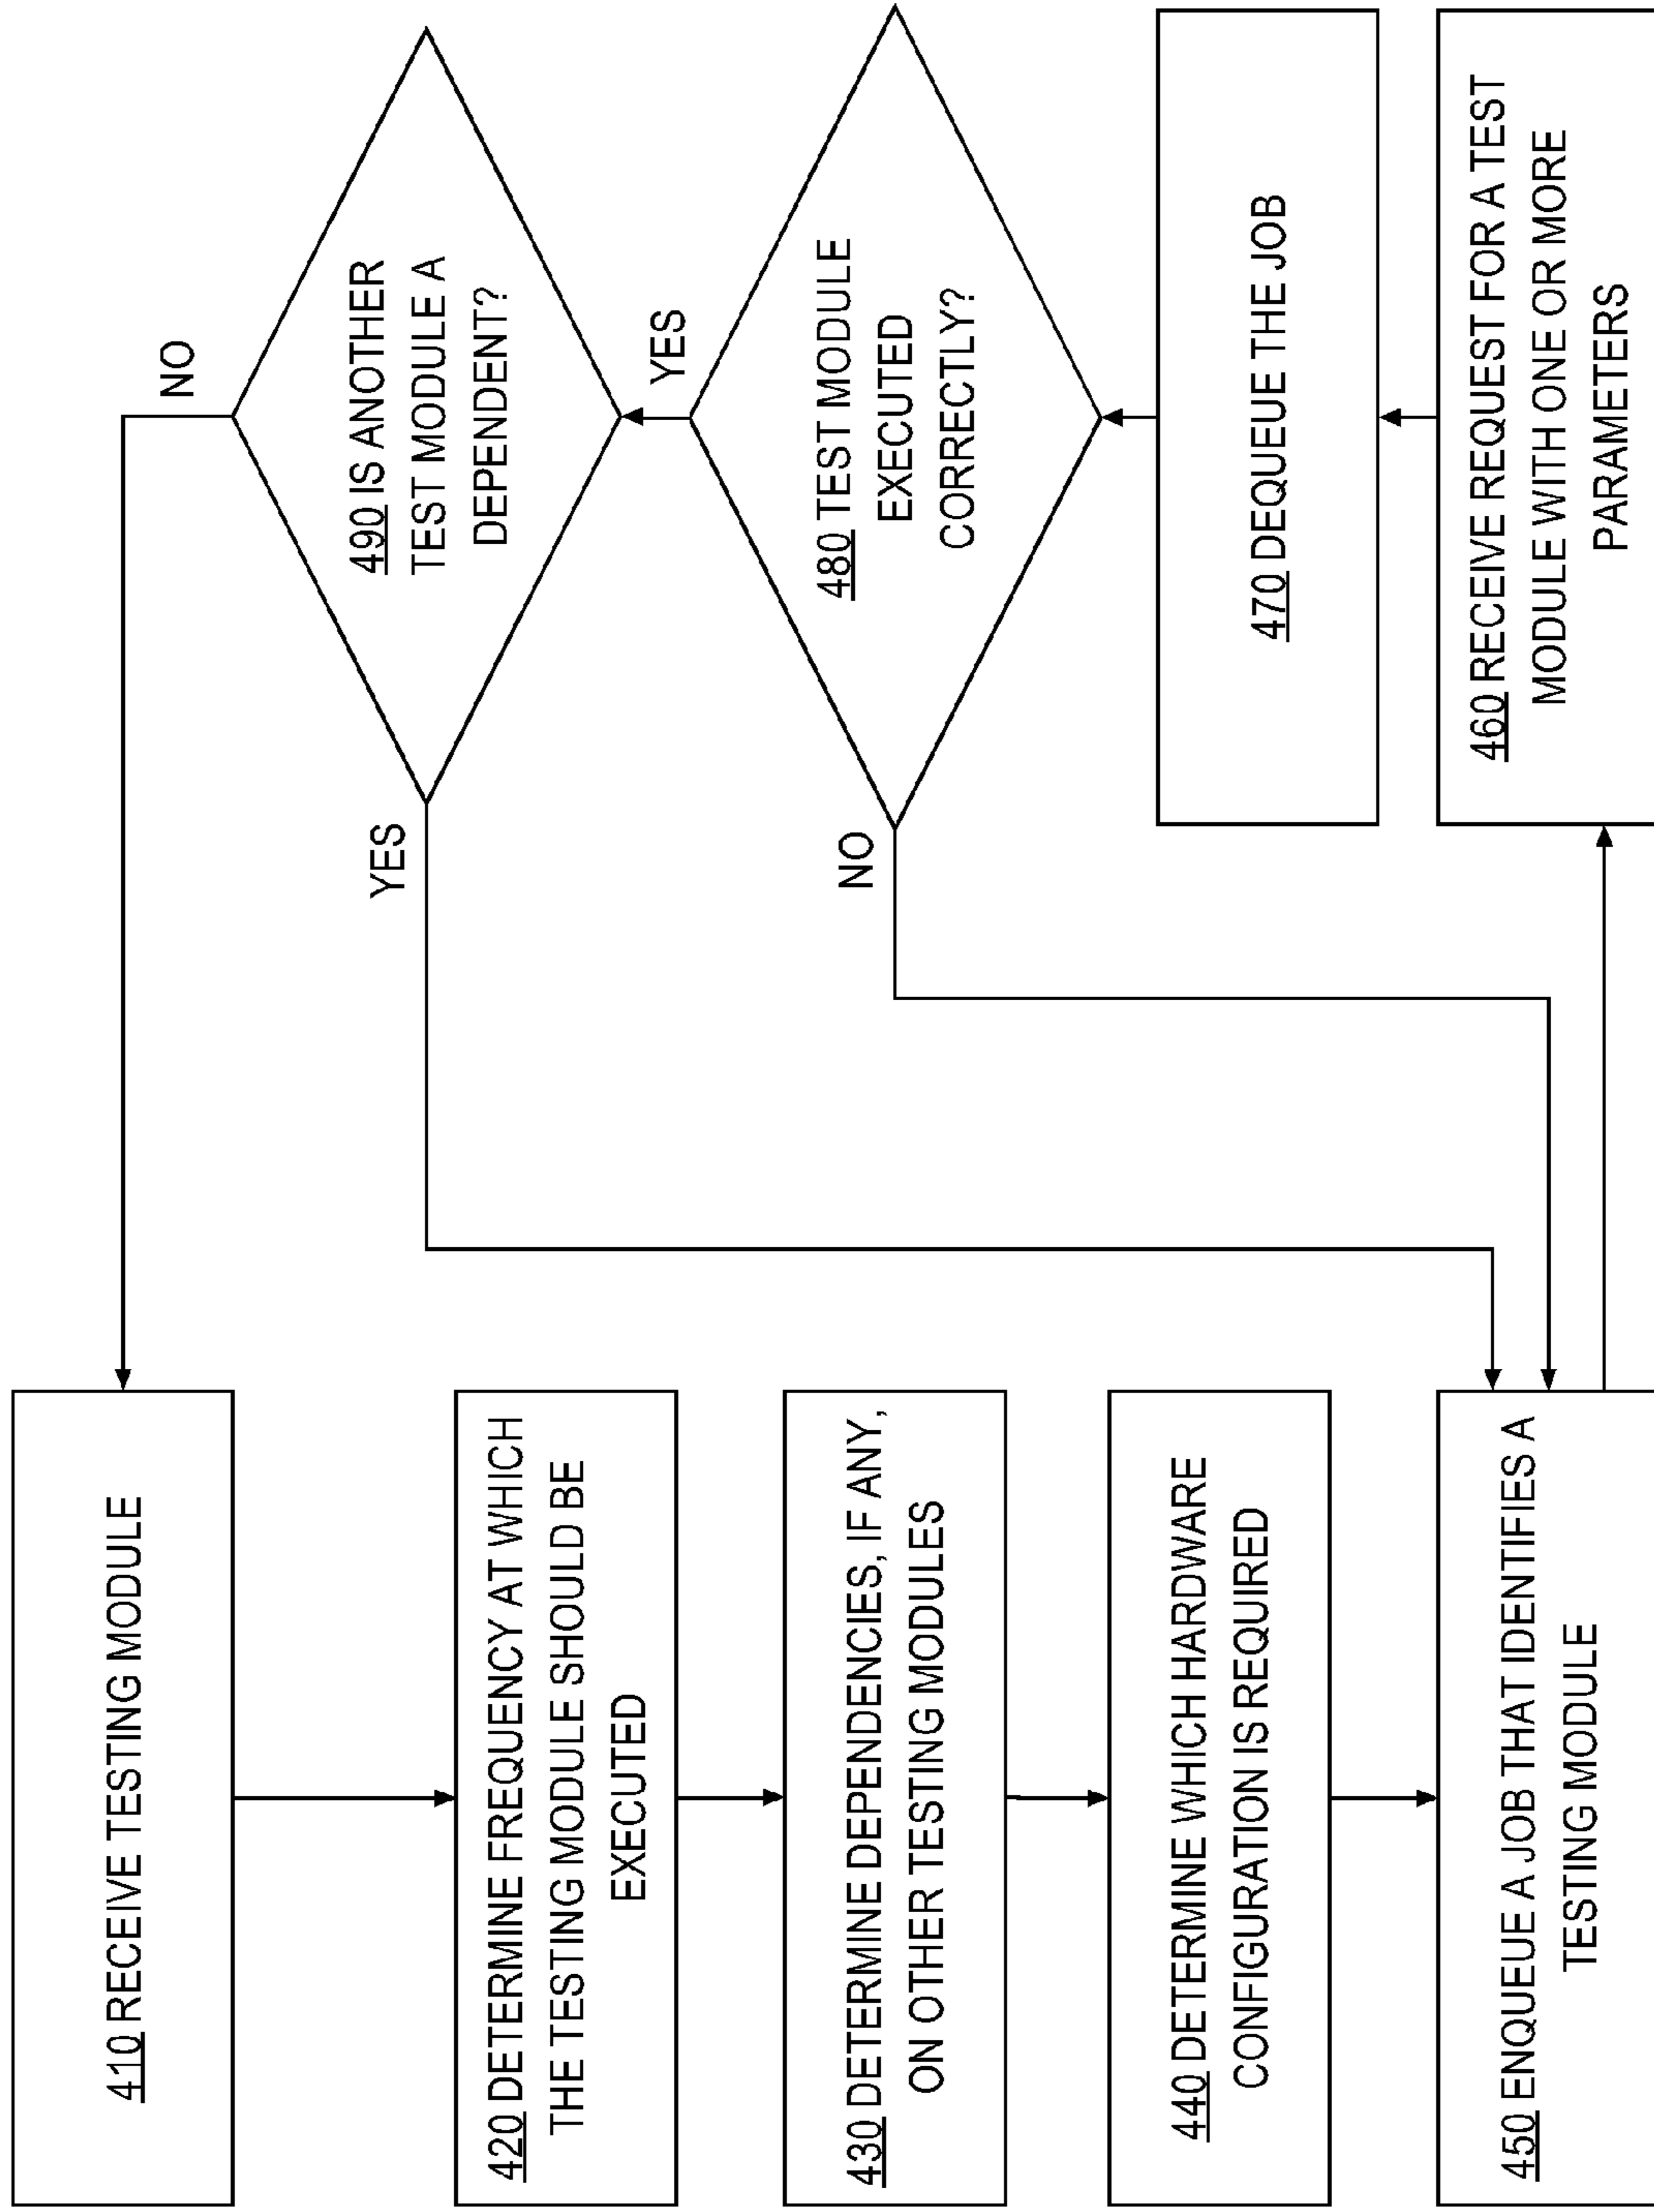 410 RECEIVE TESTING MODULE
420 DETERMINE FREQUENCY AT WHICH
THE TESTING MODULE SHOULD BE
EXECUTED
430 DETERMINE DEPENDENCIES, IF ANY,
ON OTHER TESTING MODULES
440 DETERMINE WHICH HARDWARE
CONFIGURATION IS REQUIRED
450 ENQUEUE A JOB THAT IDENTIFIES A
TESTING MODULE
460 RECEIVE REQUEST FOR A TEST
MODULE WITH ONE OR MORE
PARAMETERS
470 DEQUEUE THE JOB
480 TEST MODULE
EXECUTED
CORRECTLY?
NO
YES
490 IS ANOTHER
TEST MODULE A
DEPENDENT?
YES
NO